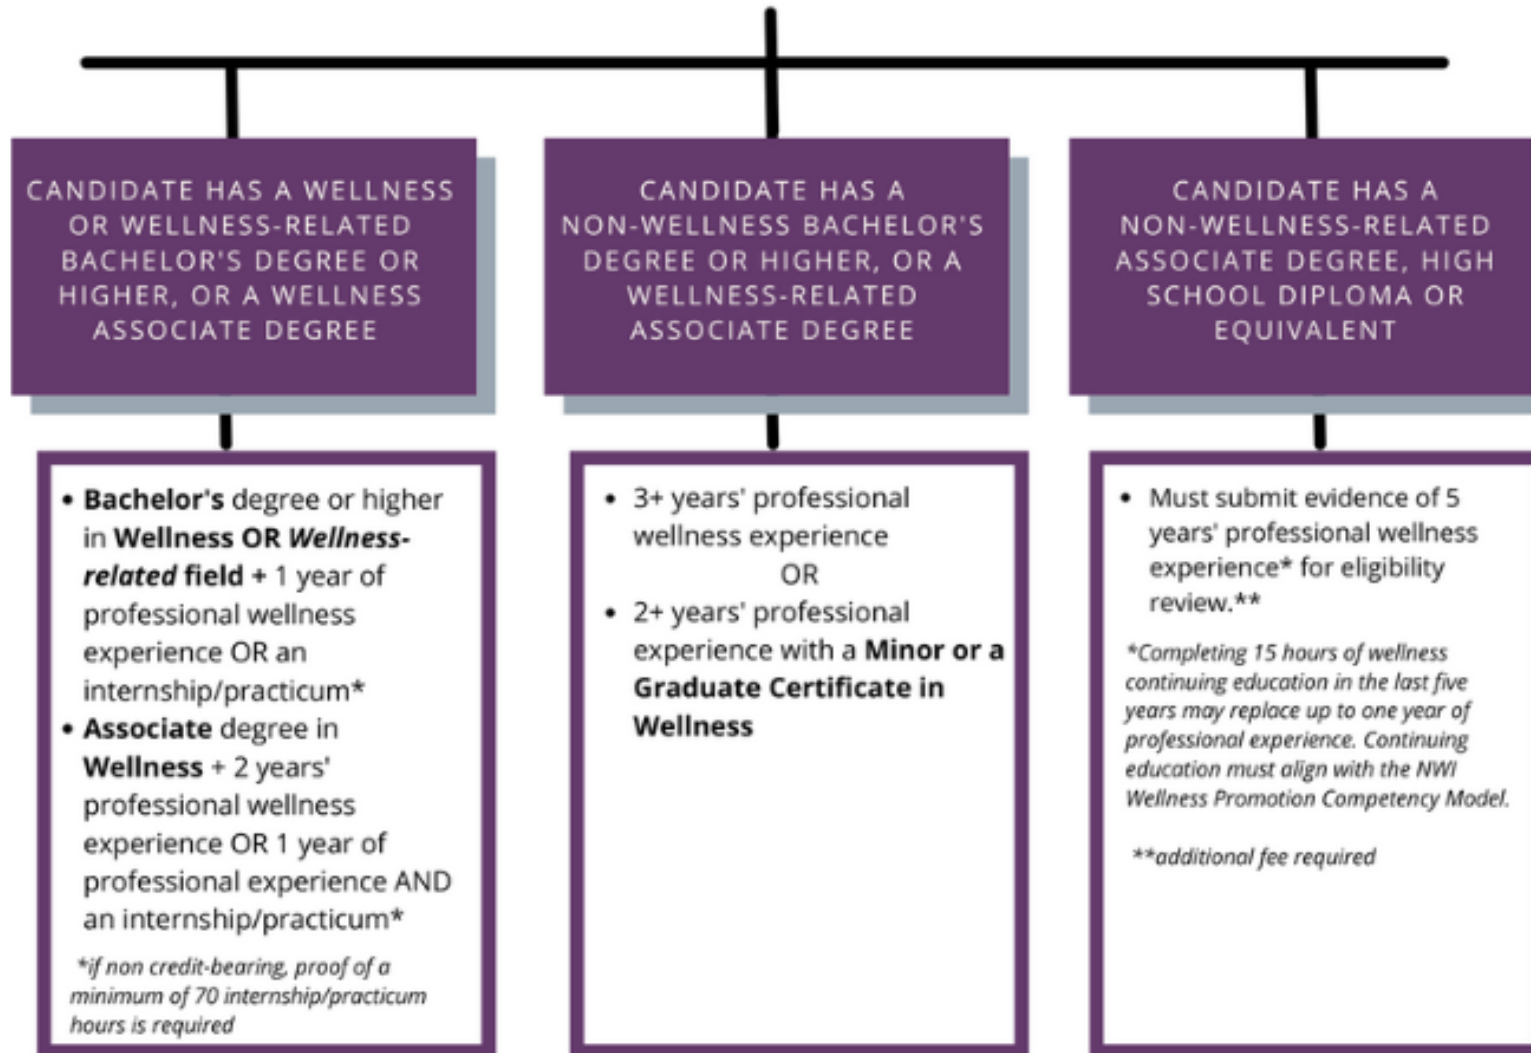 CANDIDATE HAS A WELLNESS
OR WELLNESS-RELATED
BACHELOR'S DEGREE OR
HIGHER, OR A WELLNESS
ASSOCIATE DEGREE
• Bachelor's degree or higher
in Wellness OR Wellness-
related field + 1 year of
professional wellness
experience OR an
internship/practicum*
• Associate degree in
Wellness + 2 years'
professional wellness
experience OR 1 year of
professional experience AND
an internship/practicum*
*if non credit-bearing, proof of a
minimum of 70 internship/practicum
hours is required
CANDIDATE HAS A
NON-WELLNESS BACHELOR'S
DEGREE OR HIGHER, OR A
WELLNESS-RELATED
ASSOCIATE DEGREE
• 3+ years' professional
wellness experience
OR
• 2+ years' professional
experience with a Minor or a
Graduate Certificate in
Wellness
CANDIDATE HAS A
NON-WELLNESS-RELATED
ASSOCIATE DEGREE, HIGH
SCHOOL DIPLOMA OR
EQUIVALENT
• Must submit evidence of 5
years' professional wellness
experience* for eligibility
review.**
*Completing 15 hours of wellness
continuing education in the last five
years may replace up to one year of
professional experience. Continuing
education must align with the NWI
Wellness Promotion Competency Model.
**additional fee required